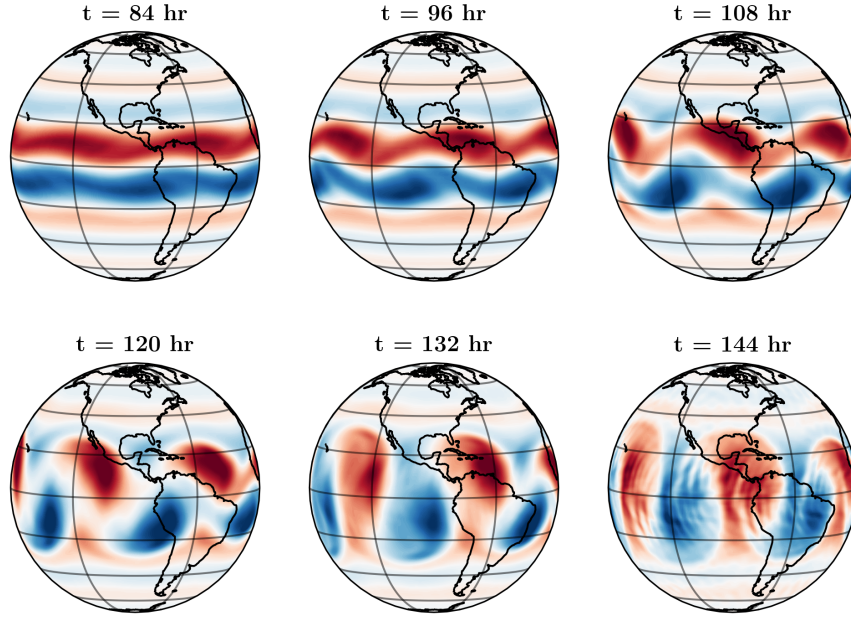 t = 84 hr
t = 96 hr
t = 108 hr
t = 120 hr
t = 132 hr
t = 144 hr